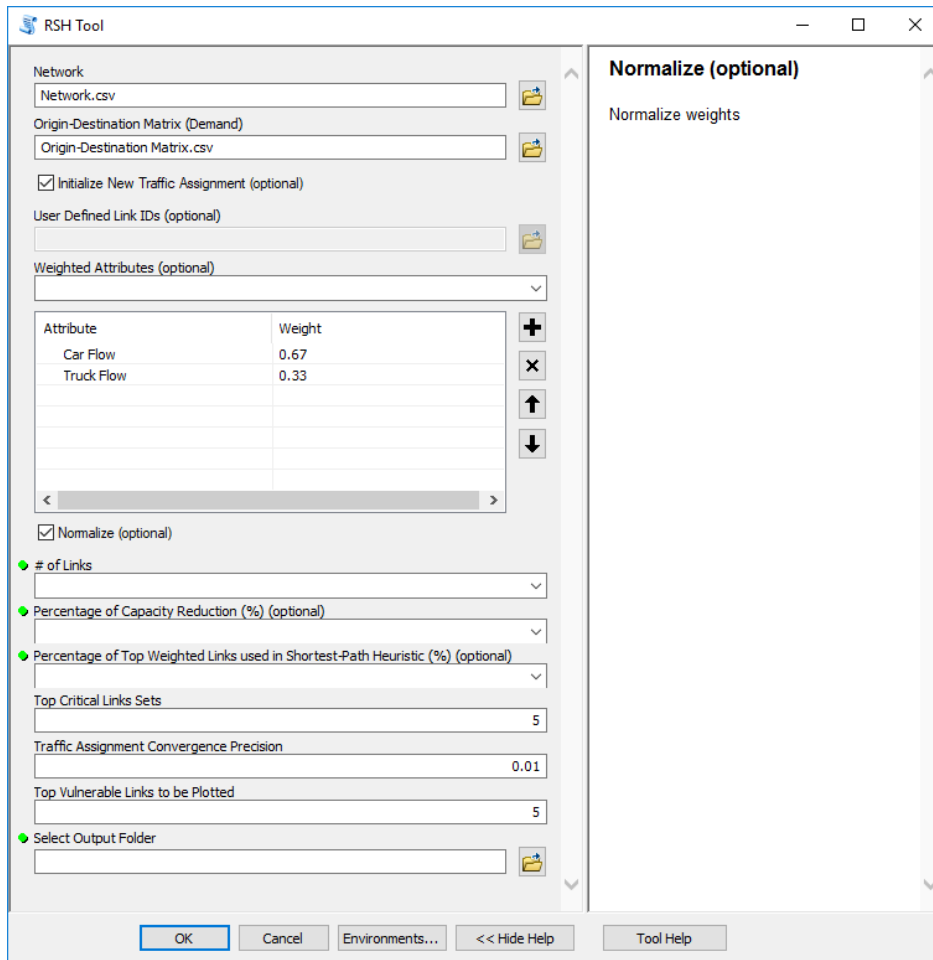 RSH Tool
Network
Network.csv
Origin-Destination Matrix (Demand)
Origin-Destination Matrix.csv
Initialize New Traffic Assignment (optional)
User Defined Link IDs (optional)
Weighted Attributes (optional)
Attribute Weight
Car Flow 0.67
Truck Flow 0.33
Normalize (optional)
# of Links
Percentage of Capacity Reduction (%) (optional)
Percentage of Top Weighted Links used in Shortest-Path Heuristic (%) (optional)
Top Critical Links Sets
5
Traffic Assignment Convergence Precision
0.01
Top Vulnerable Links to be Plotted
5
Select Output Folder
Normalize (optional)
Normalize weights
OK Cancel Environments... << Hide Help Tool Help